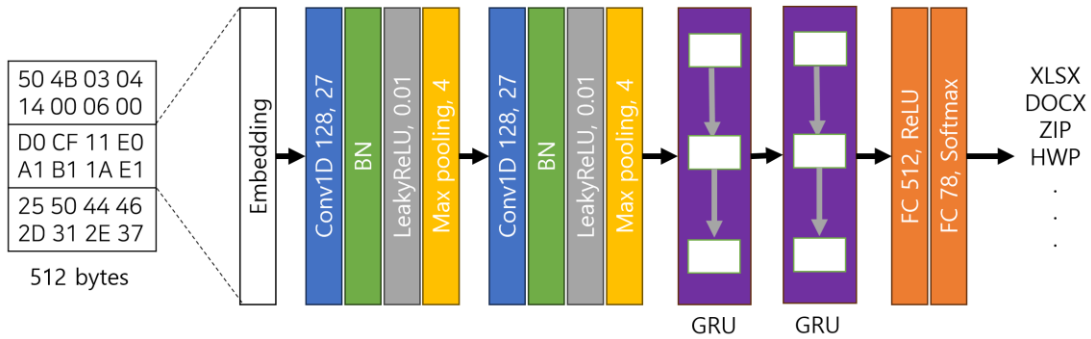 50 4B 03 04
14 00 06 00
D0 CF 11 E0
A1 B1 1A E1
25 50 44 46
2D 31 2E 37
512 bytes
Embedding
Conv1D 128, 27
BN
LeakyReLU, 0.01
Max pooling, 4
Conv1D 128, 27
BN
LeakyReLU, 0.01
Max pooling, 4
GRU
GRU
FC 512, ReLU
FC 78, Softmax
XLSX
DOCX
ZIP
HWP
.
.
.